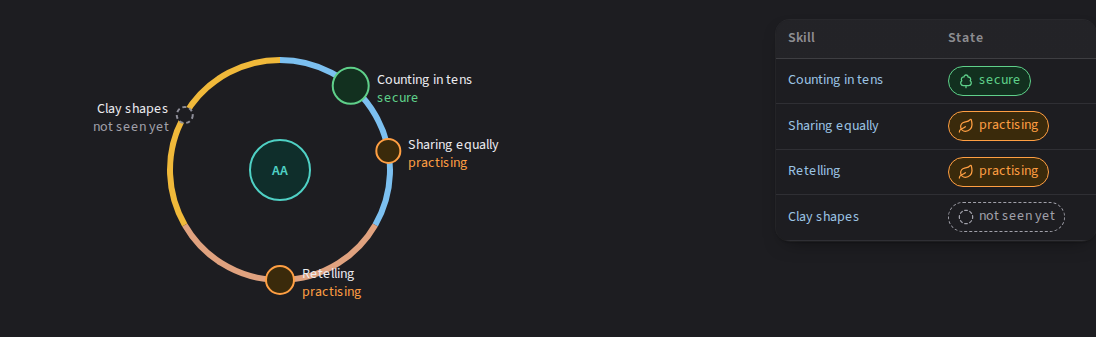 Counting in tens
secure
Clay shapes
not seen yet
Sharing equally
practising
AA
Retelling
practising
Skill State
Counting in tens secure
Sharing equally practising
Retelling practising
Clay shapes not seen yet